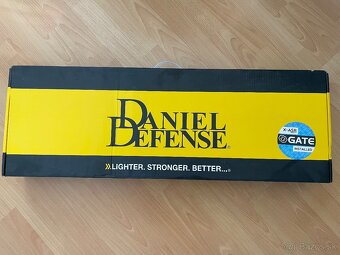 DANIEL
DEFENSE®
X-ASR
GATE
INSTALLED
».LIGHTER. STRONGER. BETTER...®